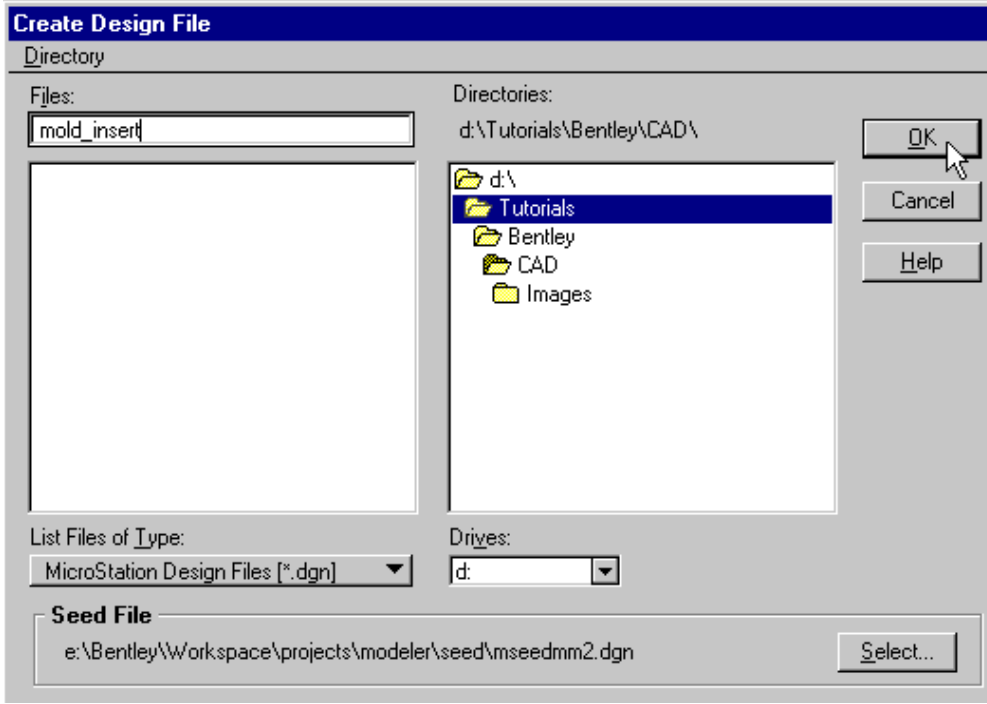 Create Design File
Directory
Files:
mold_insert
Directories:
d:\Tutorials\Bentley\CAD\
d:\
Tutorials
Bentley
CAD
Images
OK
Cancel
Help
List Files of Type:
MicroStation Design Files [*.dgn]
Drives:
d:
Seed File
e:\Bentley\Workspace\projects\modeler\seed\mseedmm2.dgn
Select...